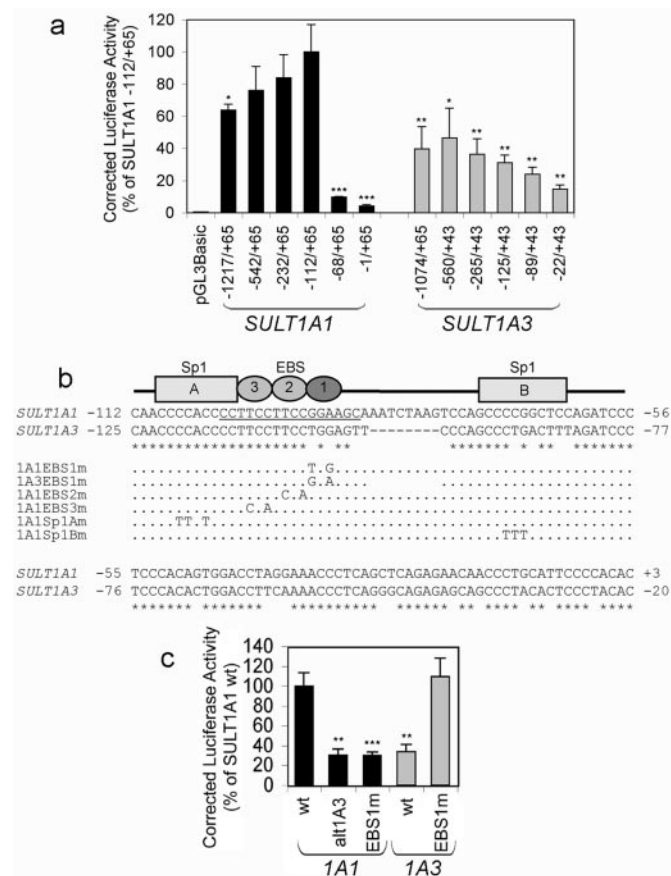 a
Corrected Luciferase Activity
(% of SULT1A1 -112/+65)
120
100
80
60
40
20
0
*
***
***
**
*
**
**
**
**
pGL3Basic
-1217/+65
-542/+65
-232/+65
-112/+65
-68/+65
-1/+65
-1074/+65
-560/+43
-265/+43
-125/+43
-89/+43
-22/+43
SULT1A1
SULT1A3
b
Sp1 EBS Sp1
A 3 2 1 B
SULT1A1 -112 CAACCCCACCCCTTCCTTCCGGAAGCAAATCTAAGTCCAGCCCCGGCTCCAGATCCC -56
SULT1A3 -125 CAACCCCACCCCTTCCTTCCTGGAGTT--------CCCAGCCCTGACTTTAGATCCC -77
******************** * ** ******* * ** *******
1A1EBS1m ....................T.G...............................
1A3EBS1m ....................G.A..... ......................
1A1EBS2m .................C.A.....................................
1A1EBS3m .............C.A.........................................
1A1Sp1Am .....TT.T................................................
1A1Sp1Bm ..........................................TTT............
SULT1A1 -55 TCCCACAGTGGACCTAGGAAACCCTCAGCTCAGAGAACAACCCTGCATTCCCCACAC +3
SULT1A3 -76 TCCCACACTGGACCTTCAAAACCCTCAGGGCAGAGAGCAGCCCTACACTCCCTACAC -20
******* ******* ********** ****** ** **** ** **** ****
c
Corrected Luciferase Activity
(% of SULT1A1 wt)
140
120
100
80
60
40
20
0
**
***
**
wt
alt1A3
EBS1m
wt
EBS1m
1A1
1A3